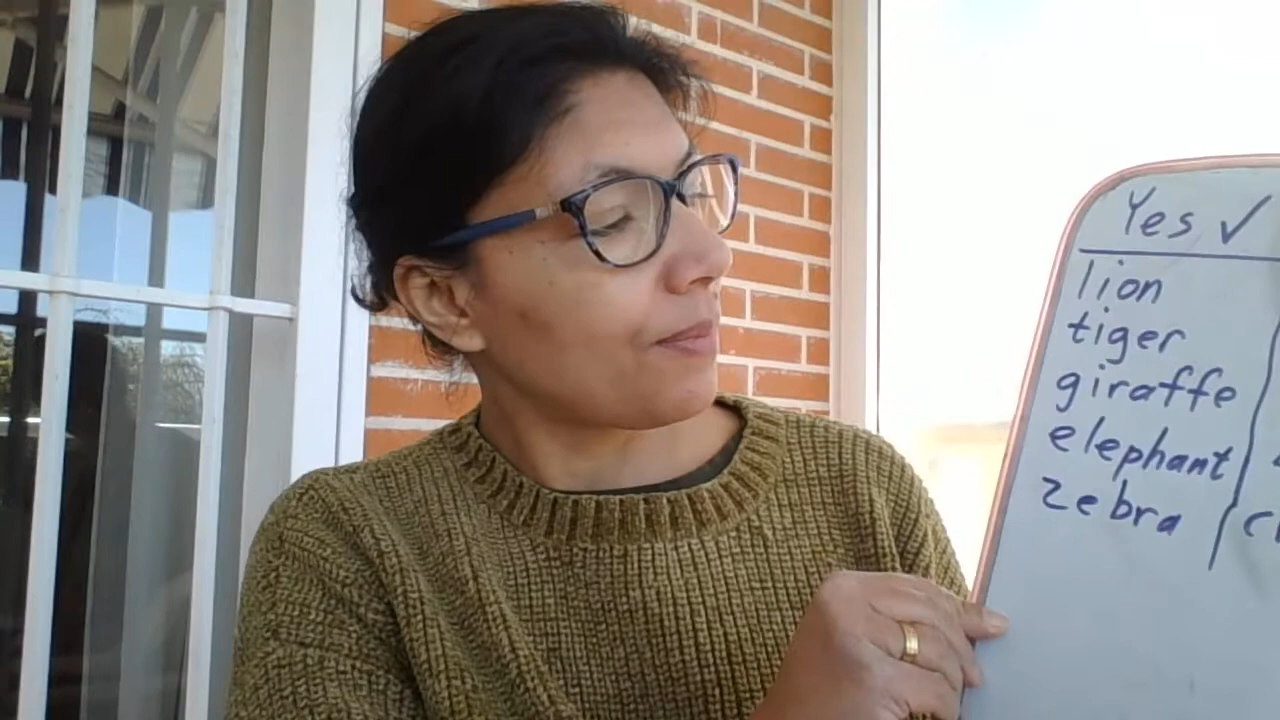 Yes ✓
lion
tiger
giraffe
elephant
zebra